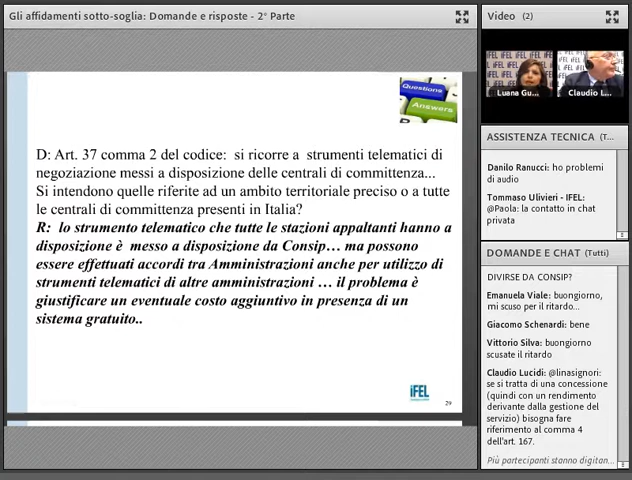 Gli affidamenti sotto-soglia: Domande e risposte - 2° Parte
Questions
Answers
D: Art. 37 comma 2 del codice: si ricorre a strumenti telematici di
negoziazione messi a disposizione delle centrali di committenza...
Si intendono quelle riferite ad un ambito territoriale preciso o a tutte
le centrali di committenza presenti in Italia?
R: lo strumento telematico che tutte le stazioni appaltanti hanno a
disposizione è messo a disposizione da Consip… ma possono
essere effettuati accordi tra Amministrazioni anche per utilizzo di
strumenti telematici di altre amministrazioni … il problema è
giustificare un eventuale costo aggiuntivo in presenza di un
sistema gratuito..
iFEL
29
Video (2)
Luana Gu...
Claudio L...
ASSISTENZA TECNICA (T...
Danilo Ranucci: ho problemi
di audio
Tommaso Ulivieri - IFEL:
@Paola: la contatto in chat
privata
DOMANDE E CHAT (Tutti)
DIVIRSE DA CONSIP?
Emanuela Viale: buongiorno,
mi scuso per il ritardo...
Giacomo Schenardi: bene
Vittorio Silva: buongiorno
scusate il ritardo
Claudio Lucidi: @linasignori:
se si tratta di una concessione
(quindi con un rendimento
derivante dalla gestione del
servizio) bisogna fare
riferimento al comma 4
dell'art. 167.
Più partecipanti stanno digitan...